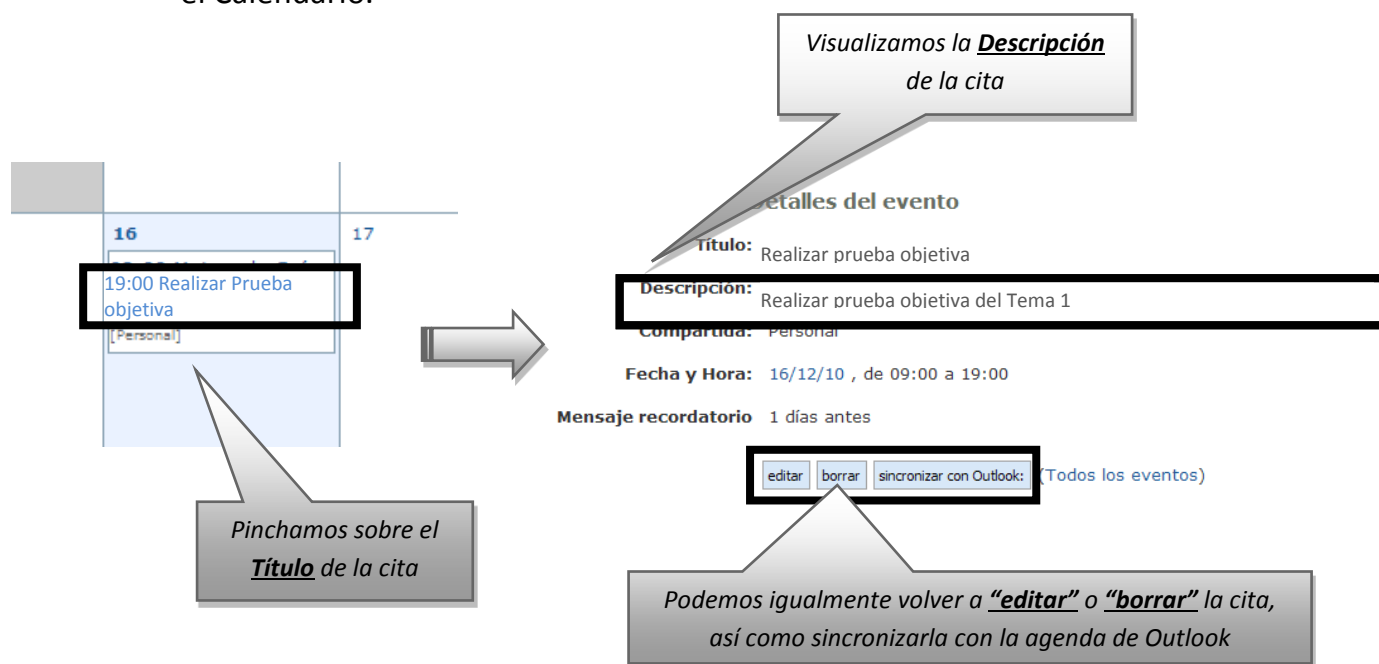 el Calendario.
Visualizamos la Descripción
de la cita
etalles del evento
16
17
Título:
Realizar prueba objetiva
19:00 Realizar Prueba
objetiva
Descripción:
Realizar prueba objetiva del Tema 1
[Personal]
Compartida: Personal
Fecha y Hora: 16/12/10 , de 09:00 a 19:00
Mensaje recordatorio 1 días antes
editar borrar sincronizar con Outlook: (Todos los eventos)
Pinchamos sobre el
Título de la cita
Podemos igualmente volver a “editar” o “borrar” la cita,
así como sincronizarla con la agenda de Outlook